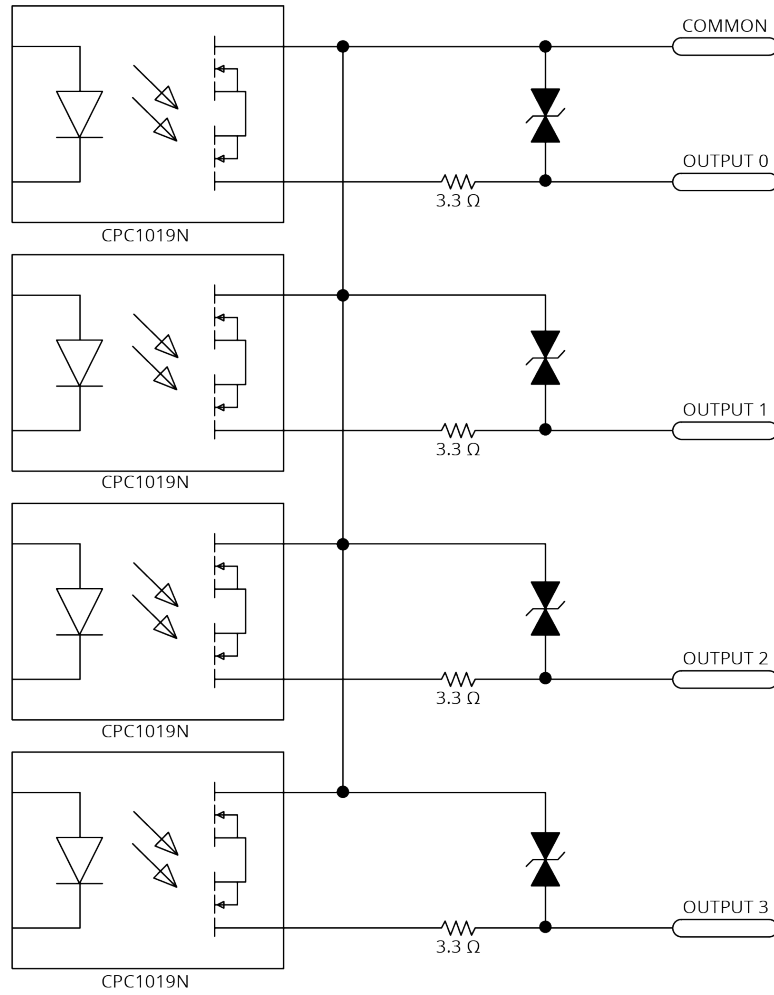 COMMON
OUTPUT 0
3.3 Ω
CPC1019N
OUTPUT 1
3.3 Ω
CPC1019N
OUTPUT 2
3.3 Ω
CPC1019N
OUTPUT 3
3.3 Ω
CPC1019N